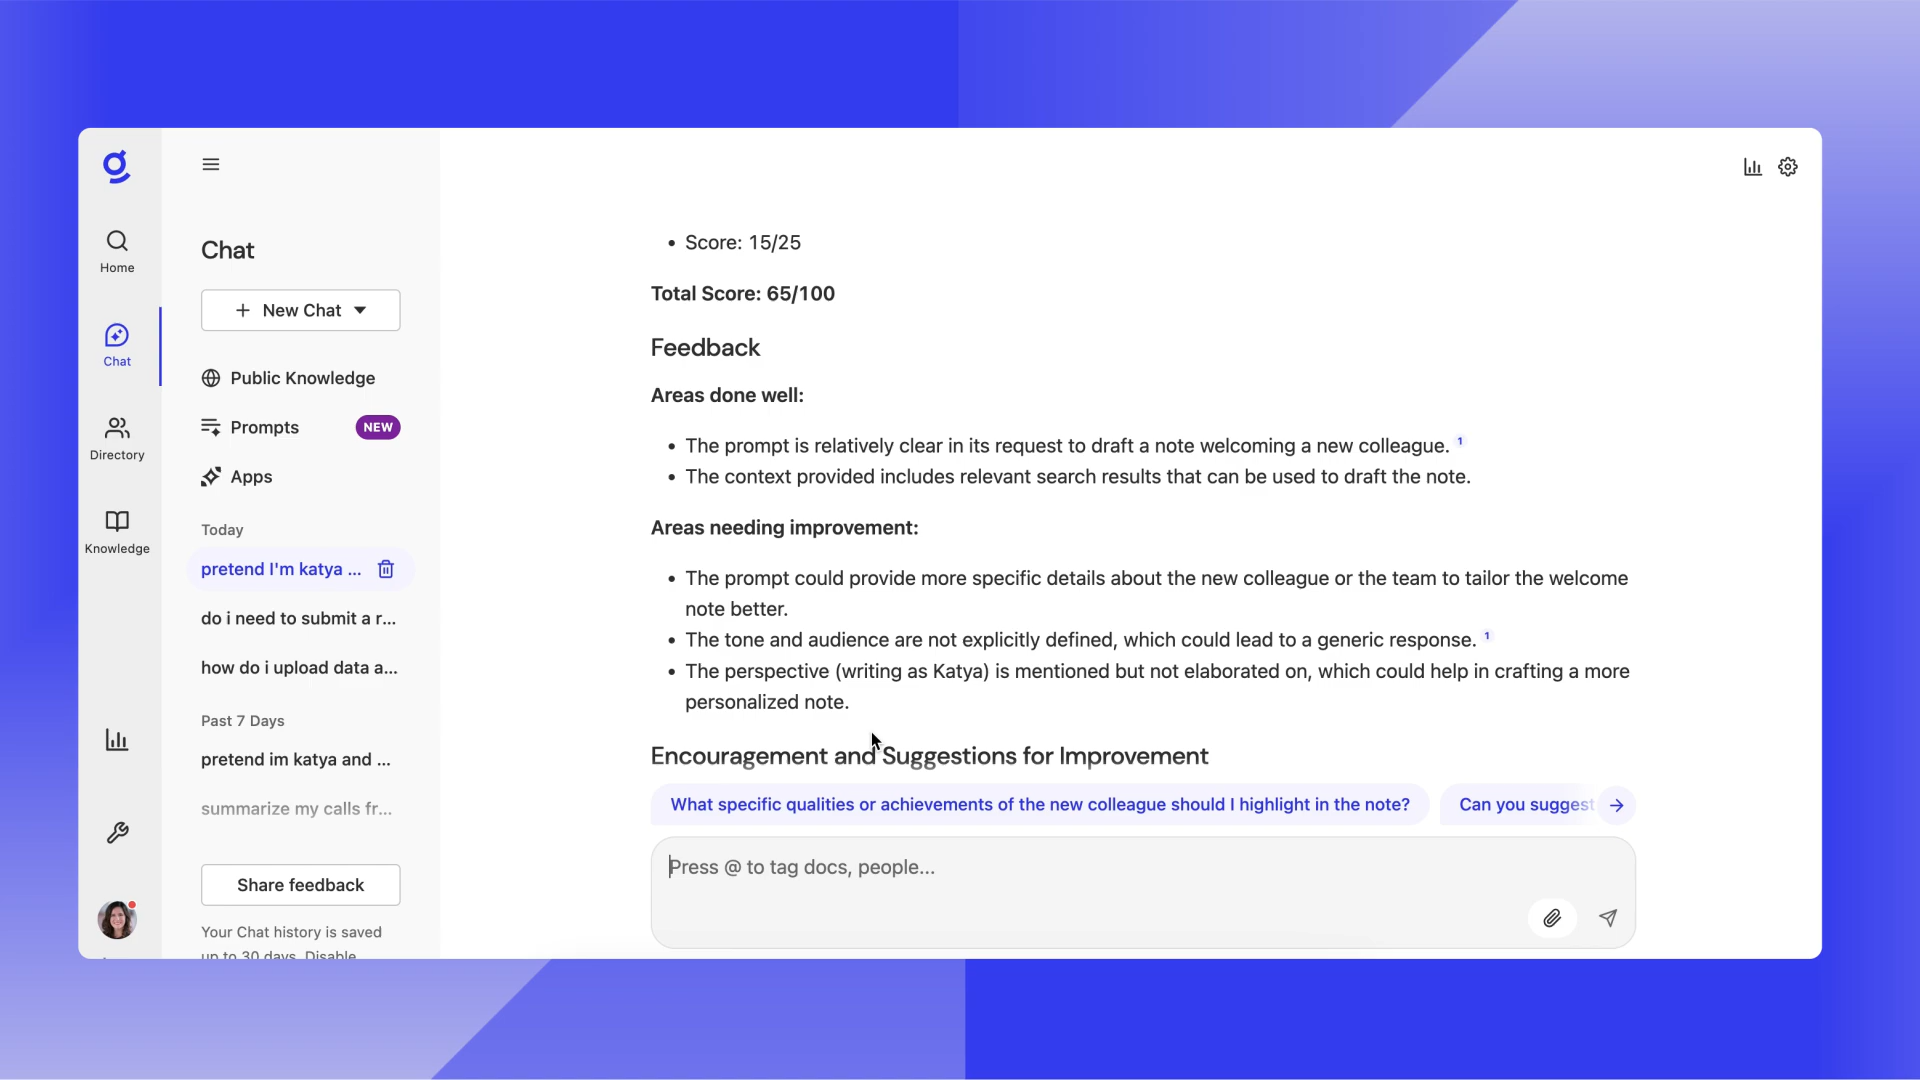 Home
Chat
Directory
Knowledge
Chat
+ New Chat
Public Knowledge
Prompts NEW
Apps
Today
pretend I'm katya ...
do i need to submit a r...
how do i upload data a...
Past 7 Days
pretend im katya and ...
summarize my calls fr...
Share feedback
Your Chat history is saved
up to 30 days. Disable
• Score: 15/25
Total Score: 65/100
Feedback
Areas done well:
• The prompt is relatively clear in its request to draft a note welcoming a new colleague. 1
• The context provided includes relevant search results that can be used to draft the note.
Areas needing improvement:
• The prompt could provide more specific details about the new colleague or the team to tailor the welcome
note better.
• The tone and audience are not explicitly defined, which could lead to a generic response. 1
• The perspective (writing as Katya) is mentioned but not elaborated on, which could help in crafting a more
personalized note.
Encouragement and Suggestions for Improvement
What specific qualities or achievements of the new colleague should I highlight in the note?
Can you suggest
Press @ to tag docs, people...